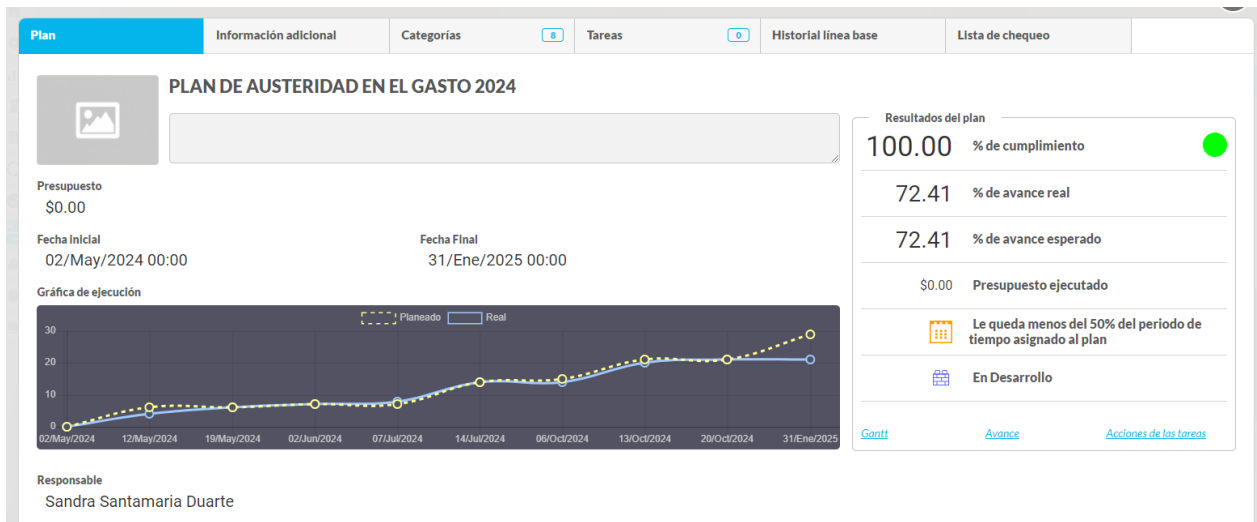 Plan
Información adicional
Categorías
8
Tareas
0
Historial línea base
Lista de chequeo
PLAN DE AUSTERIDAD EN EL GASTO 2024
Presupuesto
$0.00
Fecha Inicial
02/May/2024 00:00
Fecha Final
31/Ene/2025 00:00
Gráfica de ejecución
Planeado
Real
30
20
10
0
02/May/2024
12/May/2024
19/May/2024
02/Jun/2024
07/Jul/2024
14/Jul/2024
06/Oct/2024
13/Oct/2024
20/Oct/2024
31/Ene/2025
Responsable
Sandra Santamaria Duarte
Resultados del plan
100.00 % de cumplimiento
72.41 % de avance real
72.41 % de avance esperado
$0.00 Presupuesto ejecutado
Le queda menos del 50% del periodo de
tiempo asignado al plan
En Desarrollo
Gantt
Avance
Acciones de las tareas